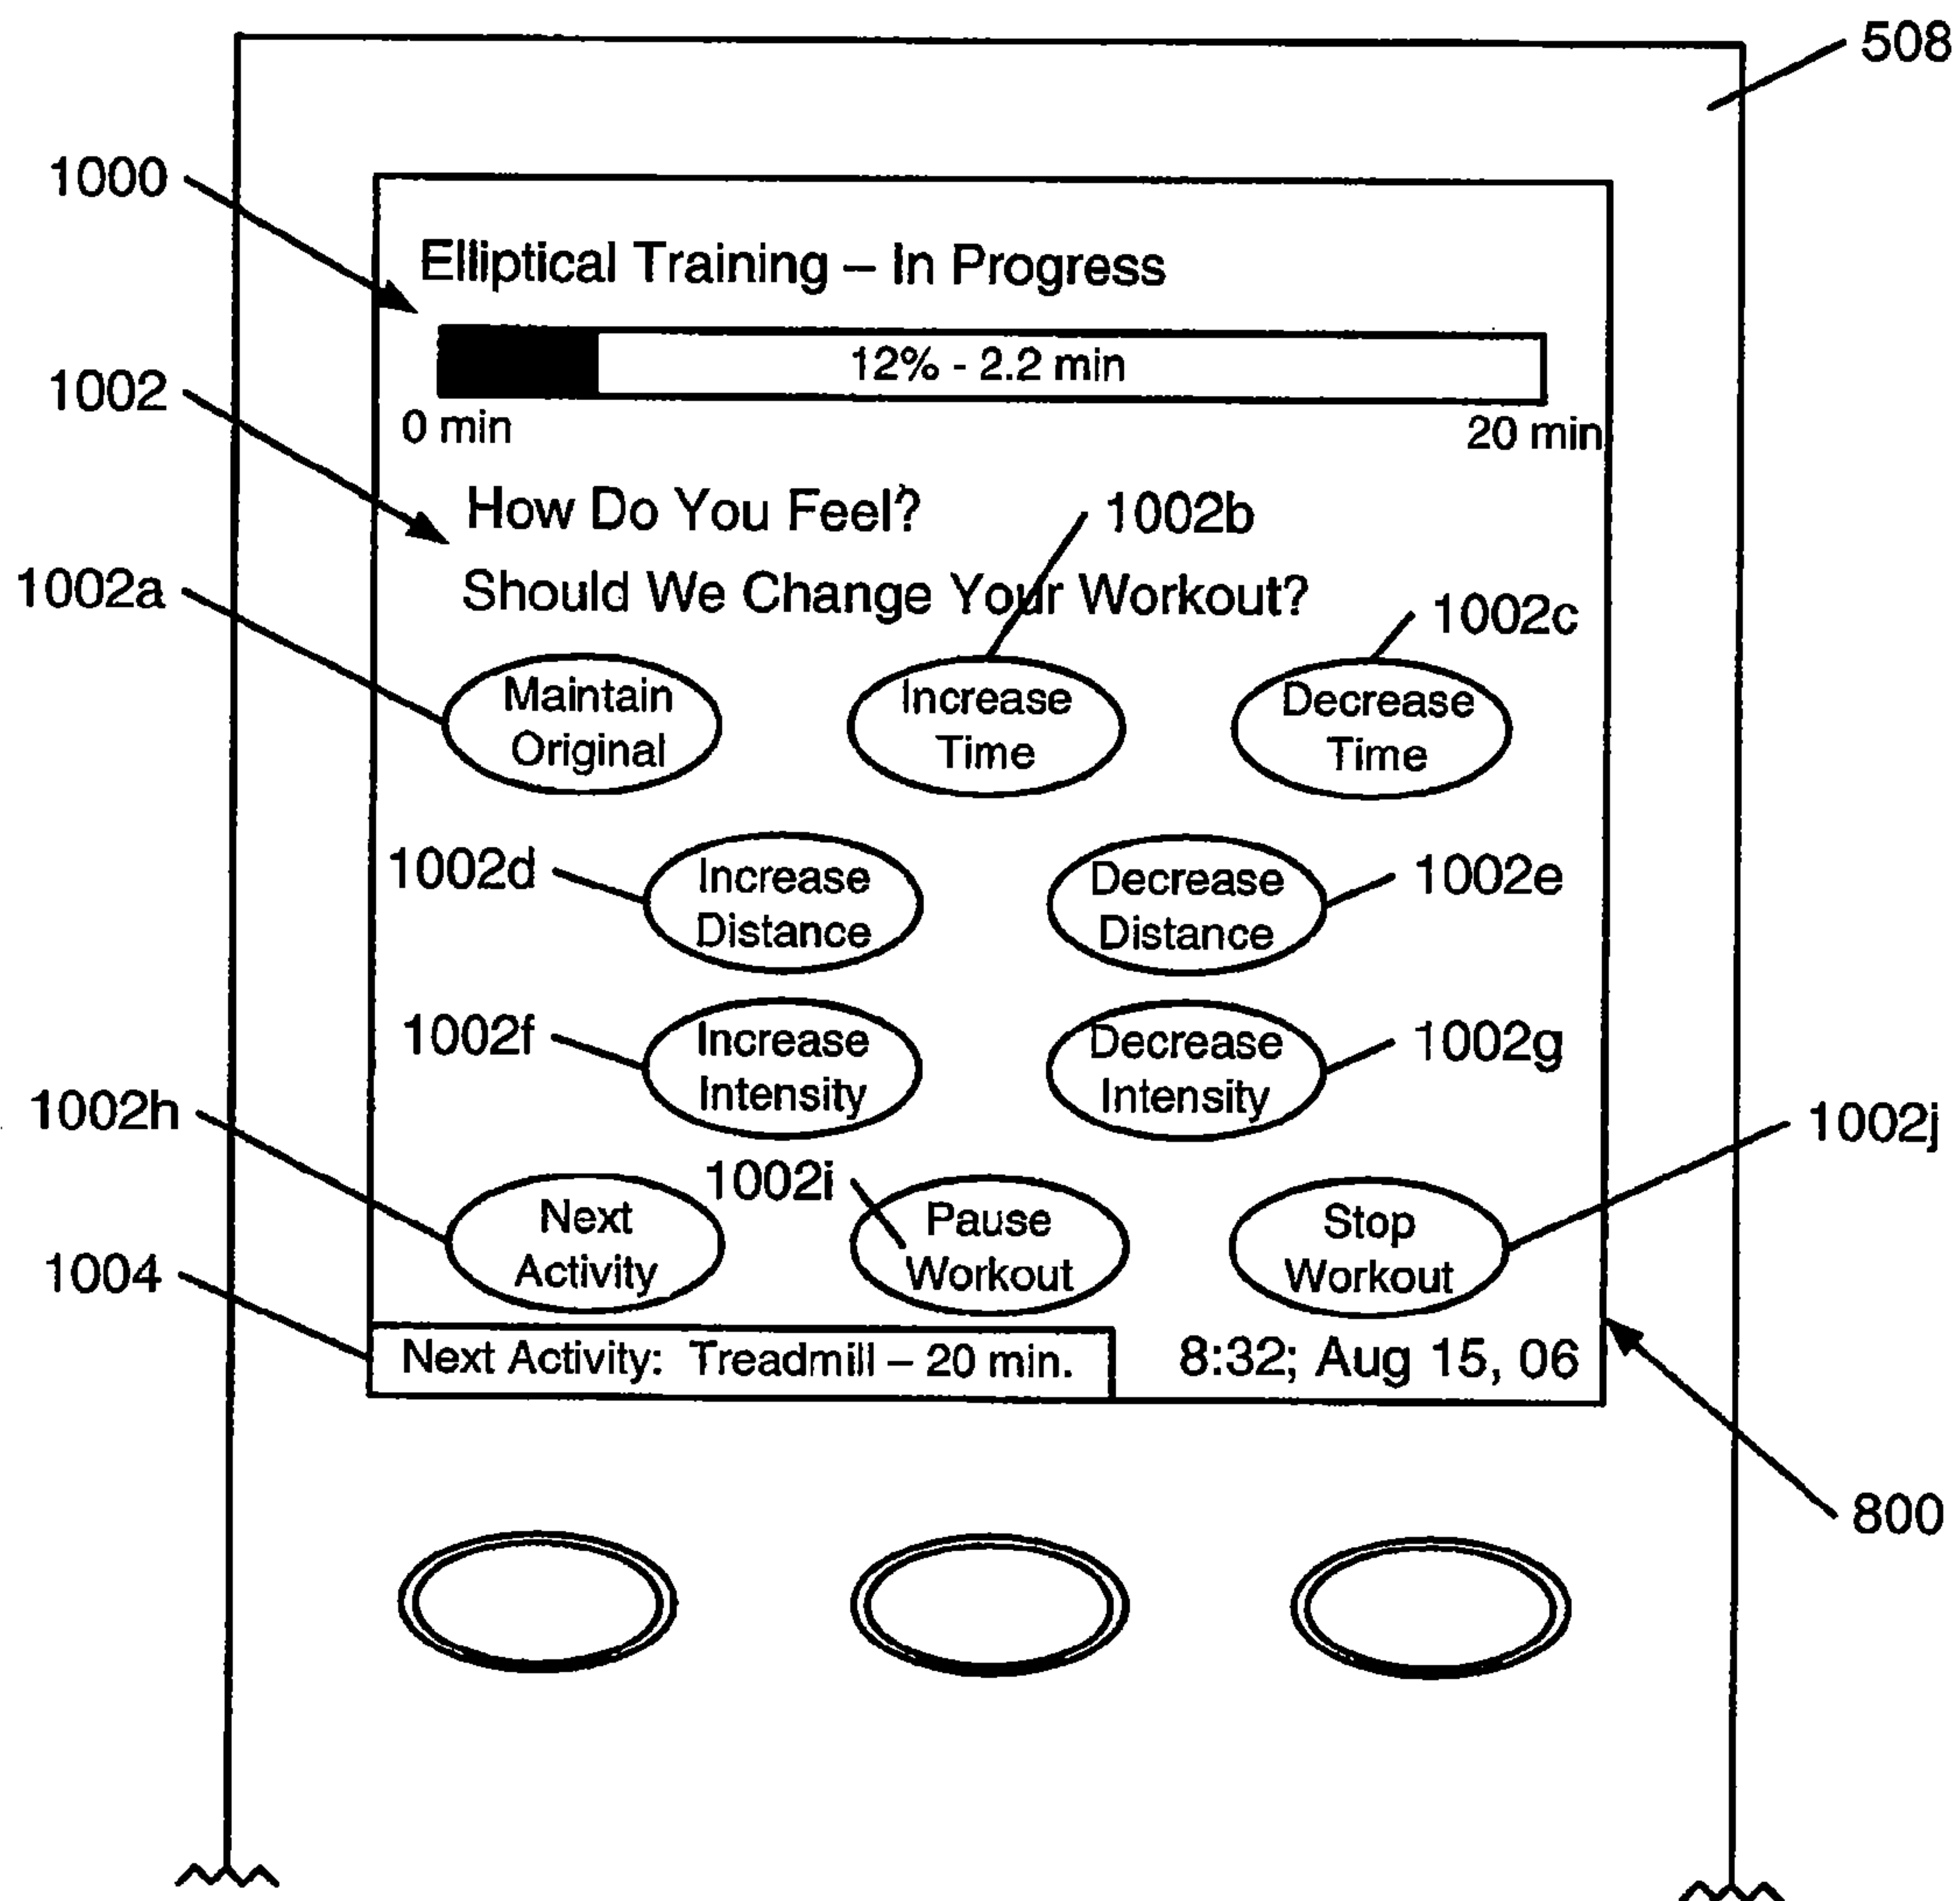 508
1000
Elliptical Training – In Progress
12% - 2.2 min
1002
0 min 20 min
How Do You Feel?
1002b
Should We Change Your Workout?
1002a
1002c
Maintain
Original
Increase
Time
Decrease
Time
1002d
Increase
Distance
Decrease
Distance
1002e
1002f
Increase
Intensity
Decrease
Intensity
1002g
1002h
1002i
1002j
Next
Activity
Pause
Workout
Stop
Workout
1004
Next Activity: Treadmill – 20 min.
8:32; Aug 15, 06
800